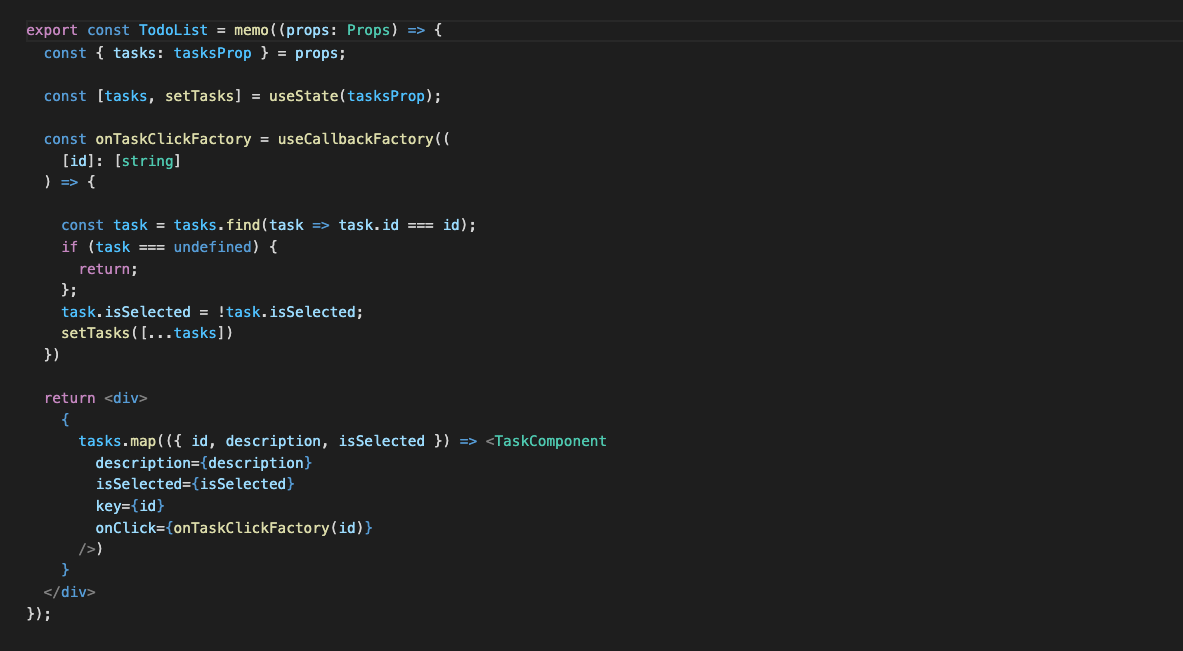 export const TodoList = memo((props: Props) => {
  const { tasks: tasksProp } = props;
  const [tasks, setTasks] = useState(tasksProp);
  const onTaskClickFactory = useCallbackFactory((
    [id]: [string]
  ) => {
    const task = tasks.find(task => task.id === id);
    if (task === undefined) {
      return;
    };
    task.isSelected = !task.isSelected;
    setTasks([...tasks])
  })
  return <div>
    {
      tasks.map(({ id, description, isSelected }) => <TaskComponent
        description={description}
        isSelected={isSelected}
        key={id}
        onClick={onTaskClickFactory(id)}
      />)
    }
  </div>
});